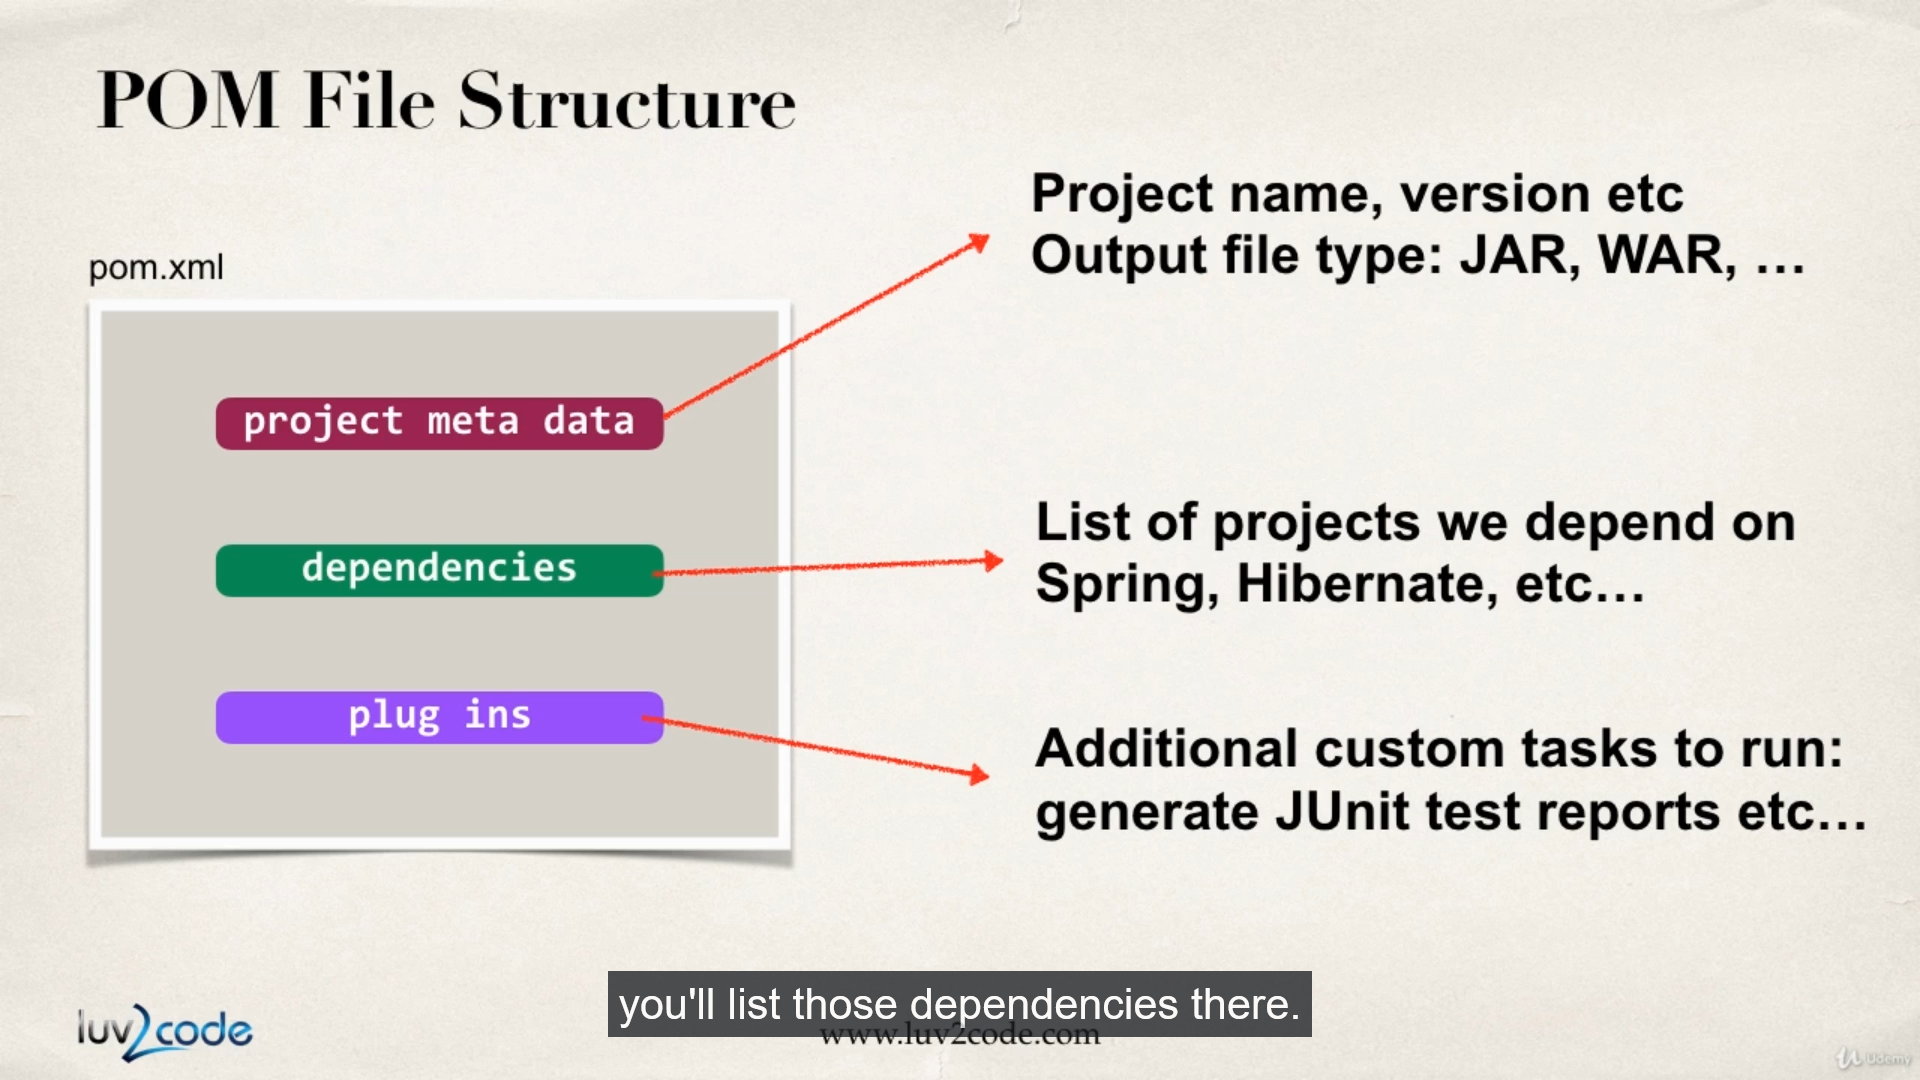 POM File Structure
pom.xml
project meta data
dependencies
plug ins
Project name, version etc
Output file type: JAR, WAR, …
List of projects we depend on
Spring, Hibernate, etc…
Additional custom tasks to run:
generate JUnit test reports etc…
you'll list those dependencies there.
luv2code
www.luv2code.com
Udemy